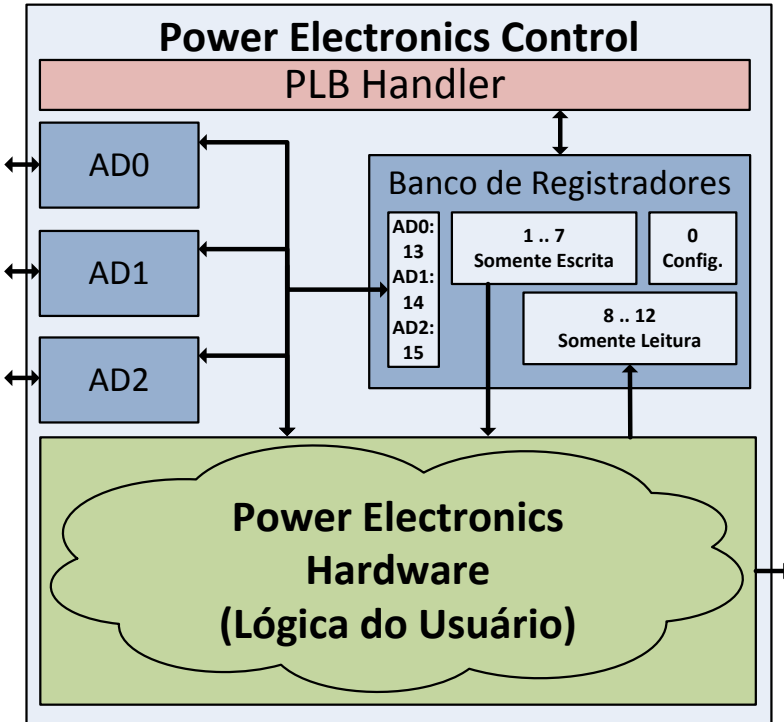 Power Electronics Control
PLB Handler
AD0
AD1
AD2
Banco de Registradores
AD0:
13
AD1:
14
AD2:
15
1 .. 7
Somente Escrita
0
Config.
8 .. 12
Somente Leitura
Power Electronics
Hardware
(Lógica do Usuário)